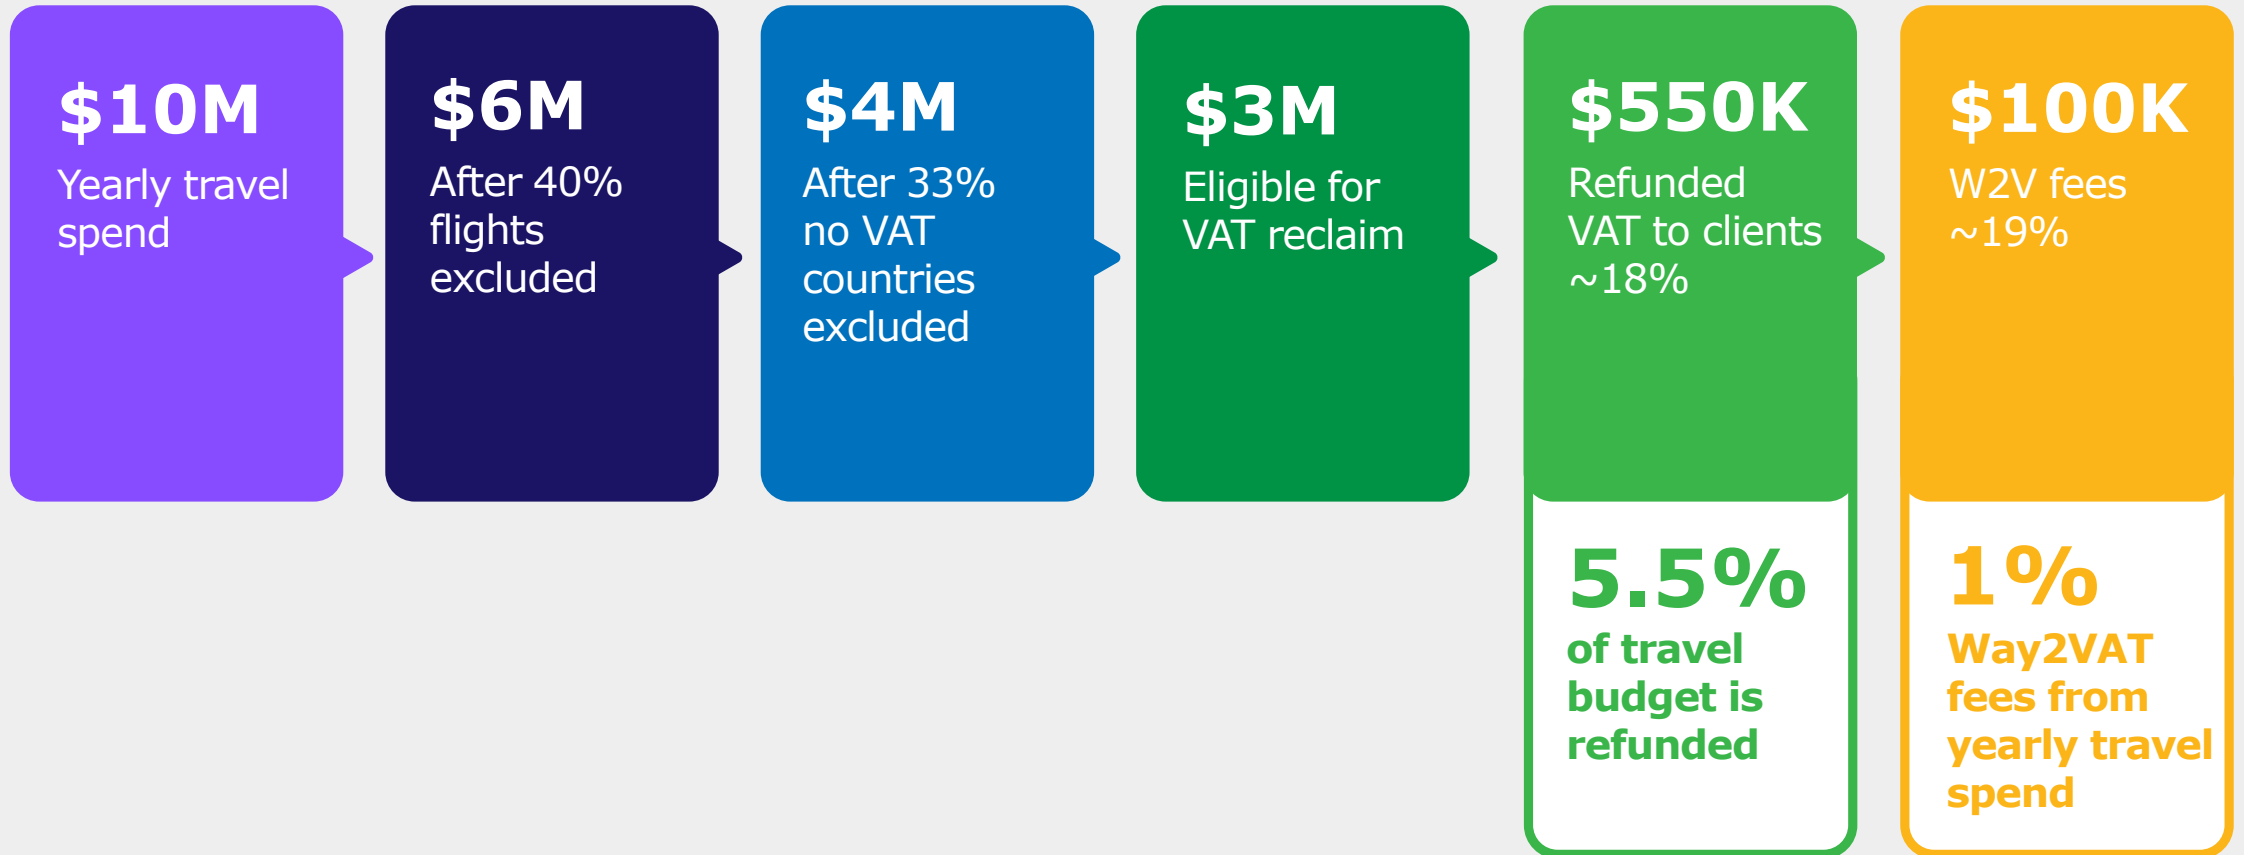 $10M
Yearly travel
spend
$6M
After 40%
flights
excluded
$4M
After 33%
no VAT
countries
excluded
$3M
Eligible for
VAT reclaim
$550K
Refunded
VAT to clients
~18%
5.5%
of travel
budget is
refunded
$100K
W2V fees
~19%
1%
Way2VAT
fees from
yearly travel
spend